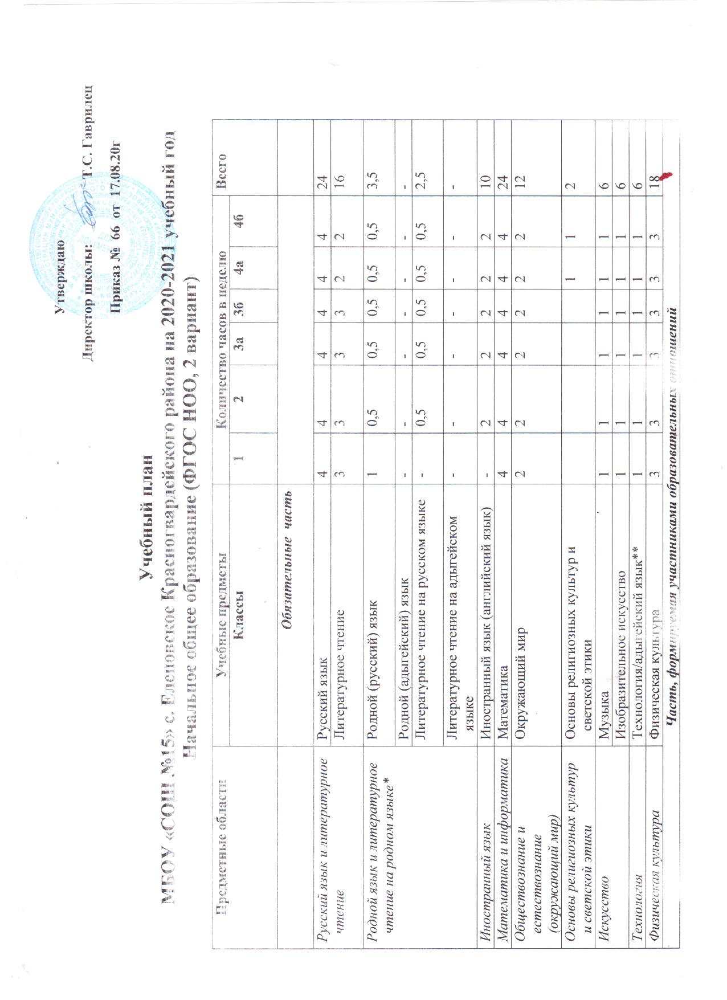 Утверждаю
Директор школы: Т.С. Гаврилец
Приказ № 66 от 17.08.20г
Учебный план
МБОУ «СОШ №15» с. Еленовское Красногвардейского района на 2020-2021 учебный год
Начальное общее образование (ФГОС НОО, 2 вариант)
Предметные области Учебные предметы Количество часов в неделю Всего
Классы 1 2 3а 3б 4а 4б
Обязательные часть
Русский язык и литературное чтение Русский язык 4 4 4 4 4 4 24
Литературное чтение 3 3 3 3 2 2 16
Родной язык и литературное чтение на родном языке* Родной (русский) язык 1 0,5 0,5 0,5 0,5 0,5 3,5
Родной (адыгейский) язык - - - - - - -
Литературное чтение на русском языке - 0,5 0,5 0,5 0,5 0,5 2,5
Литературное чтение на адыгейском языке - - - - - - -
Иностранный язык Иностранный язык (английский язык) - 2 2 2 2 2 10
Математика и информатика Математика 4 4 4 4 4 4 24
Обществознание и естествознание (окружающий мир) Окружающий мир 2 2 2 2 2 2 12
Основы религиозных культур и светской этики Основы религиозных культур и светской этики 1 1 2
Искусство Музыка 1 1 1 1 1 1 6
Изобразительное искусство 1 1 1 1 1 1 6
Технология Технология/адыгейский язык** 1 1 1 1 1 1 6
Физическая культура Физическая культура 3 3 3 3 3 3 18
Часть, формируемая участниками образовательных отношений